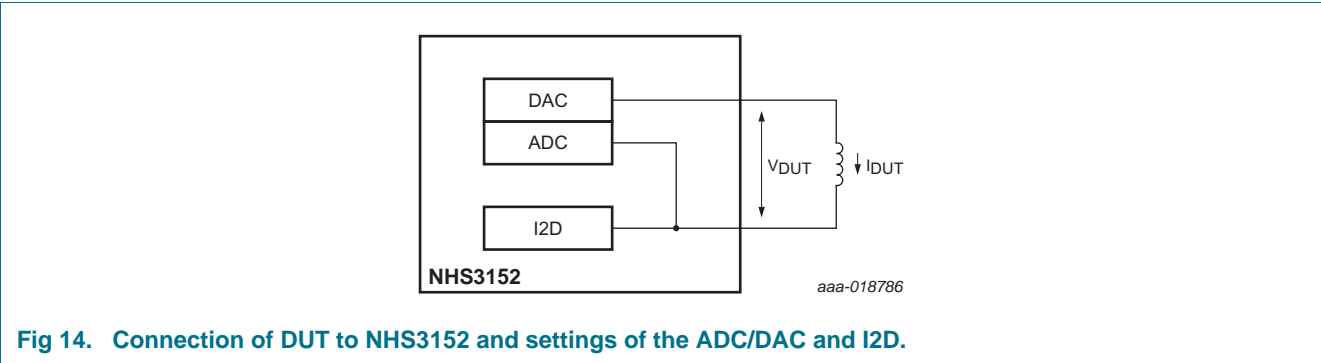 DAC
ADC
VDUT
IDUT
I2D
NHS3152
aaa-018786
Fig 14. Connection of DUT to NHS3152 and settings of the ADC/DAC and I2D.